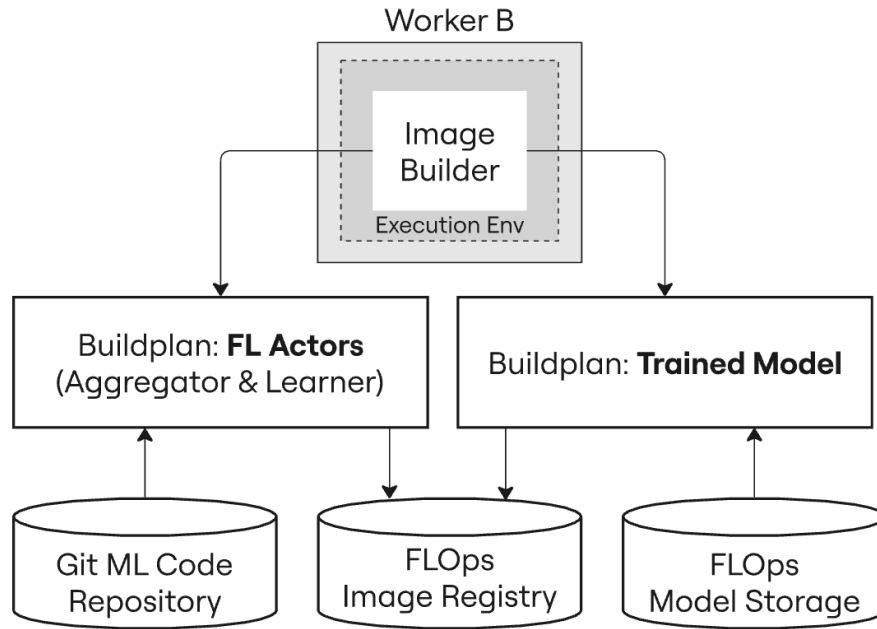 Worker B
Image
Builder
Execution Env
Buildplan: FL Actors
(Aggregator & Learner)
Buildplan: Trained Model
Git ML Code
Repository
FLOps
Image Registry
FLOps
Model Storage